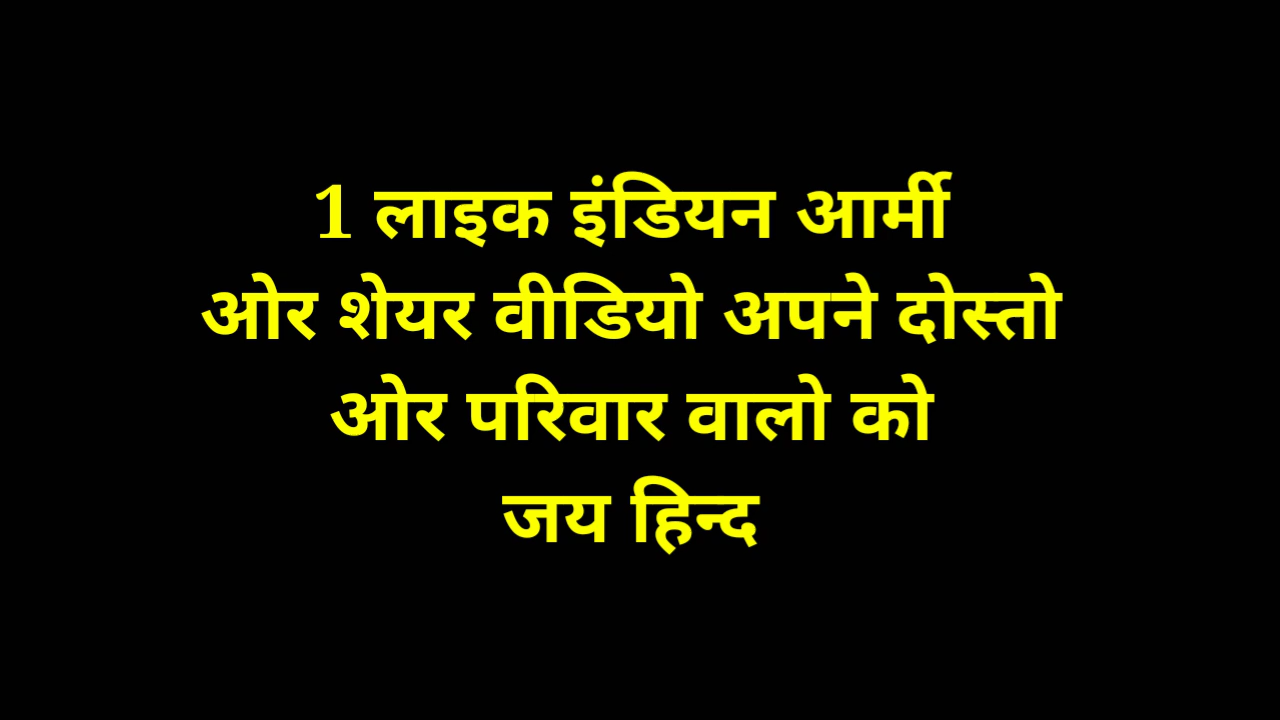 1 लाइक इंडियन आर्मी
ओर शेयर वीडियो अपने दोस्तो
ओर परिवार वालो को
जय हिन्द